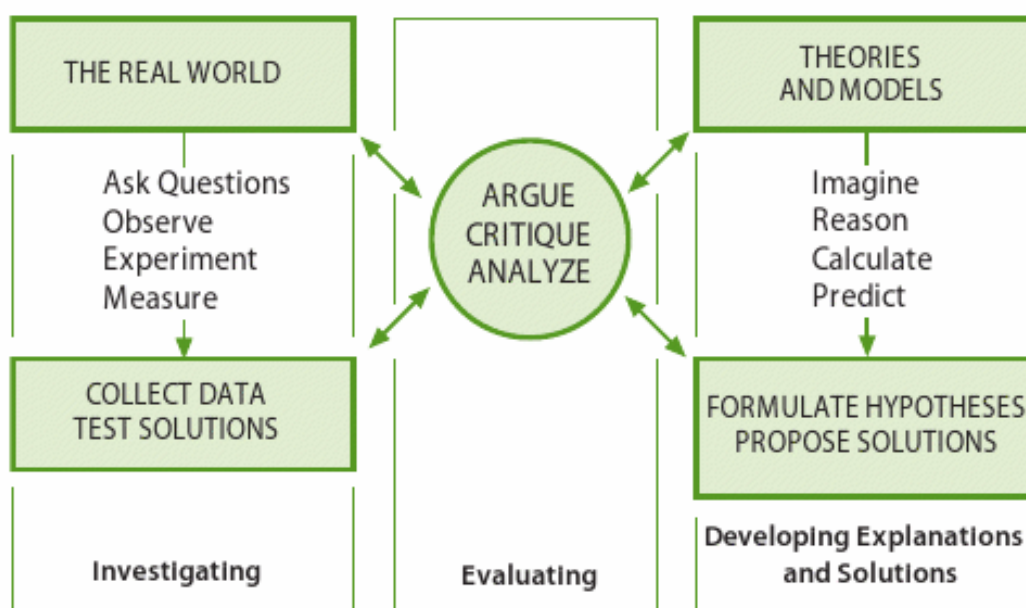 THE REAL WORLD
Ask Questions
Observe
Experiment
Measure
COLLECT DATA
TEST SOLUTIONS
Investigating
ARGUE
CRITIQUE
ANALYZE
Evaluating
THEORIES
AND MODELS
Imagine
Reason
Calculate
Predict
FORMULATE HYPOTHESES
PROPOSE SOLUTIONS
Developing Explanations
and Solutions